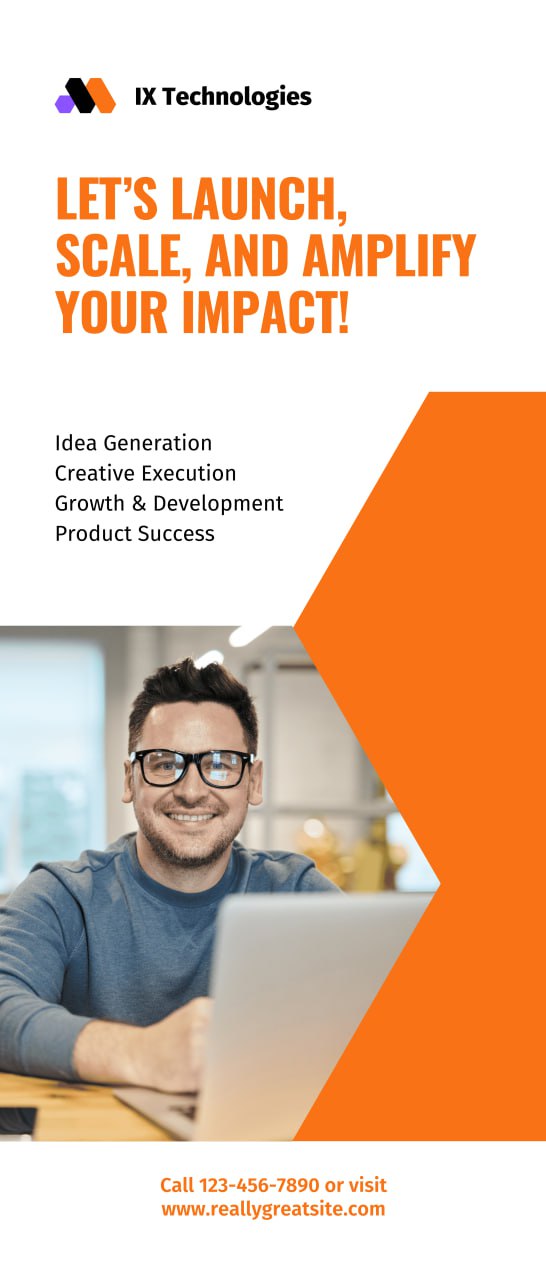 IX Technologies
LET’S LAUNCH,
SCALE, AND AMPLIFY
YOUR IMPACT!
Idea Generation
Creative Execution
Growth & Development
Product Success
Call 123-456-7890 or visit
www.reallygreatsite.com